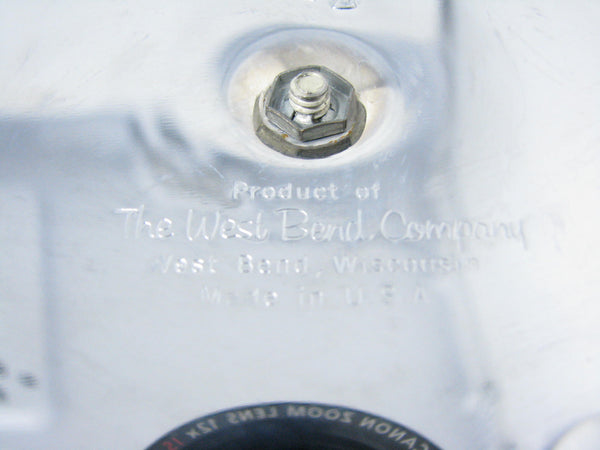 Product of
The West Bend Company
West Bend, Wisconsin
Made in U.S.A
CANON ZOOM LENS 12x